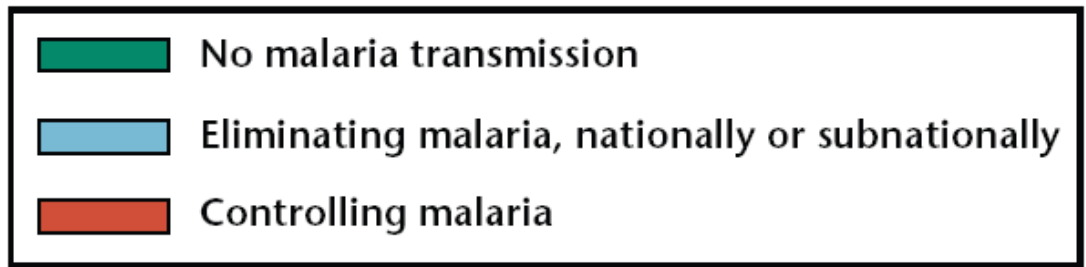 No malaria transmission
Eliminating malaria, nationally or subnationally
Controlling malaria